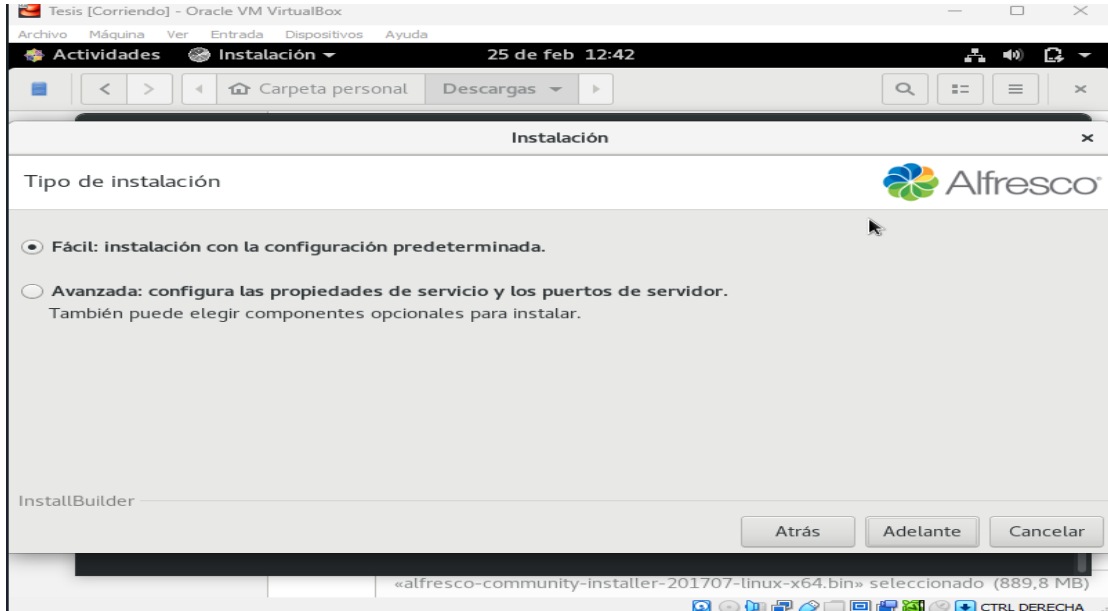 Tesis [Corriendo] - Oracle VM VirtualBox
Archivo Máquina Ver Entrada Dispositivos Ayuda
Actividades Instalación 25 de feb 12:42
Carpeta personal Descargas
Instalación
Tipo de instalación
Alfresco
Fácil: instalación con la configuración predeterminada.
Avanzada: configura las propiedades de servicio y los puertos de servidor.
También puede elegir componentes opcionales para instalar.
InstallBuilder
Atrás Adelante Cancelar
«alfresco-community-installer-201707-linux-x64.bin» seleccionado (889,8 MB)
CTRL DERECHA